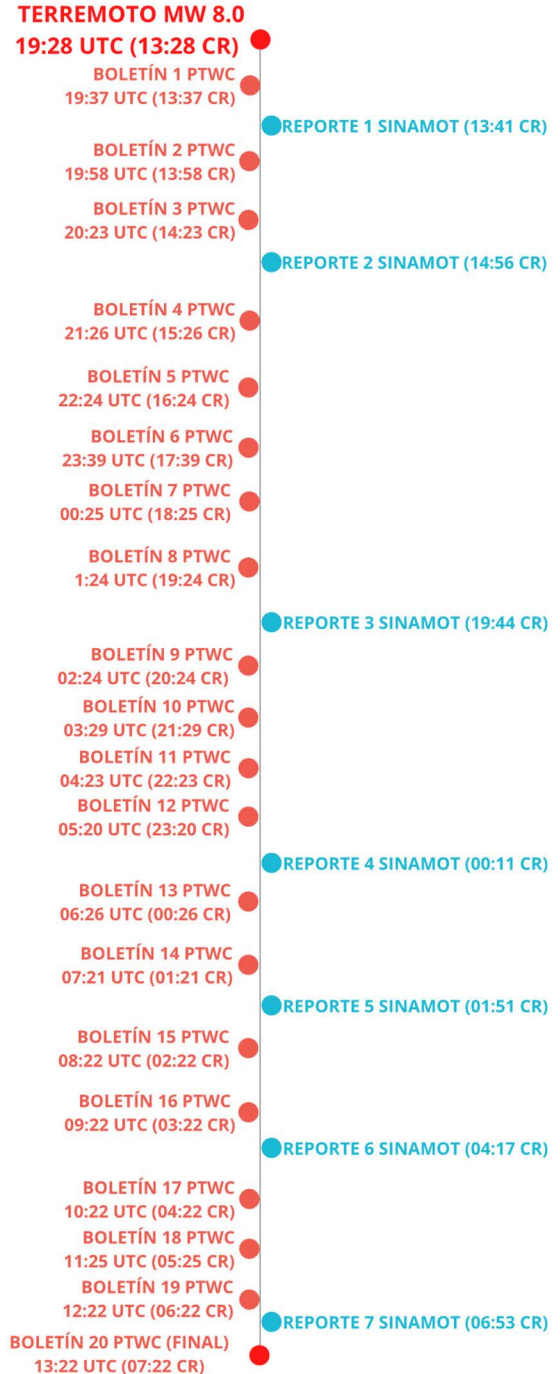 TERREMOTO MW 8.0
19:28 UTC (13:28 CR)
BOLETÍN 1 PTWC
19:37 UTC (13:37 CR)
REPORTE 1 SINAMOT (13:41 CR)
BOLETÍN 2 PTWC
19:58 UTC (13:58 CR)
BOLETÍN 3 PTWC
20:23 UTC (14:23 CR)
REPORTE 2 SINAMOT (14:56 CR)
BOLETÍN 4 PTWC
21:26 UTC (15:26 CR)
BOLETÍN 5 PTWC
22:24 UTC (16:24 CR)
BOLETÍN 6 PTWC
23:39 UTC (17:39 CR)
BOLETÍN 7 PTWC
00:25 UTC (18:25 CR)
BOLETÍN 8 PTWC
1:24 UTC (19:24 CR)
REPORTE 3 SINAMOT (19:44 CR)
BOLETÍN 9 PTWC
02:24 UTC (20:24 CR)
BOLETÍN 10 PTWC
03:29 UTC (21:29 CR)
BOLETÍN 11 PTWC
04:23 UTC (22:23 CR)
BOLETÍN 12 PTWC
05:20 UTC (23:20 CR)
REPORTE 4 SINAMOT (00:11 CR)
BOLETÍN 13 PTWC
06:26 UTC (00:26 CR)
BOLETÍN 14 PTWC
07:21 UTC (01:21 CR)
REPORTE 5 SINAMOT (01:51 CR)
BOLETÍN 15 PTWC
08:22 UTC (02:22 CR)
BOLETÍN 16 PTWC
09:22 UTC (03:22 CR)
REPORTE 6 SINAMOT (04:17 CR)
BOLETÍN 17 PTWC
10:22 UTC (04:22 CR)
BOLETÍN 18 PTWC
11:25 UTC (05:25 CR)
BOLETÍN 19 PTWC
12:22 UTC (06:22 CR)
REPORTE 7 SINAMOT (06:53 CR)
BOLETÍN 20 PTWC (FINAL)
13:22 UTC (07:22 CR)